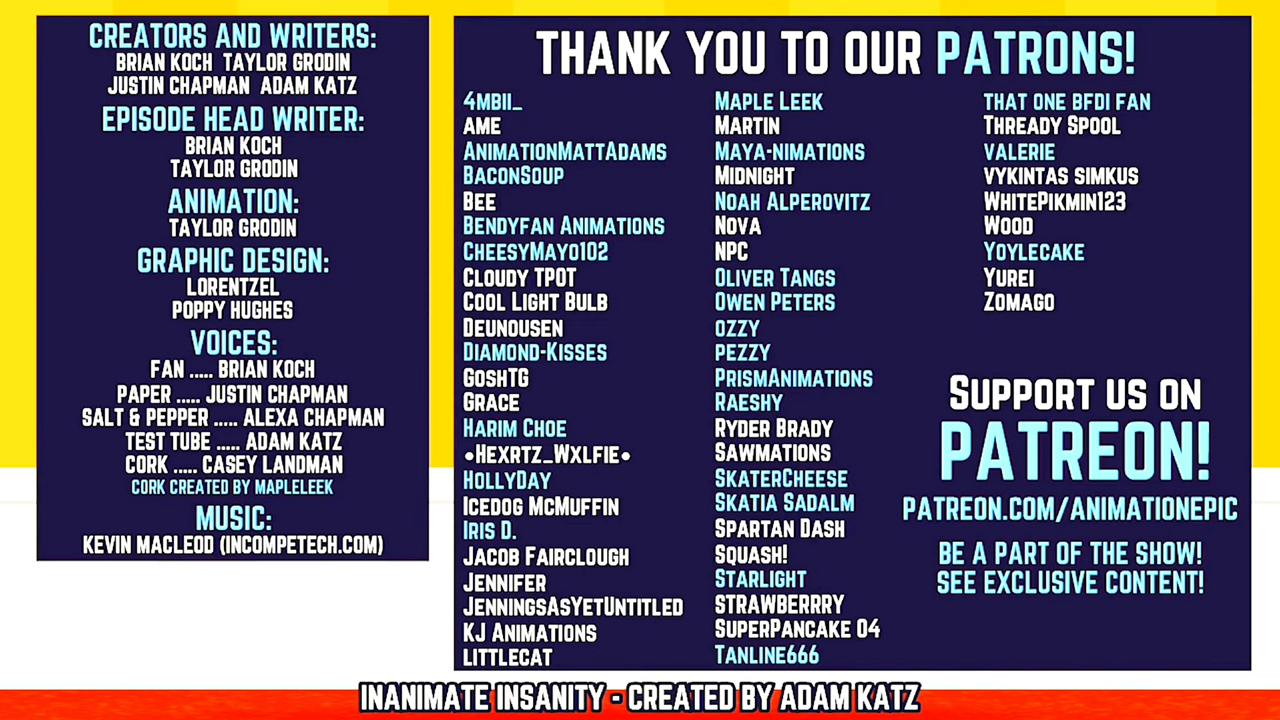 CREATORS AND WRITERS:
BRIAN KOCH TAYLOR GRODIN
JUSTIN CHAPMAN ADAM KATZ
EPISODE HEAD WRITER:
BRIAN KOCH
TAYLOR GRODIN
ANIMATION:
TAYLOR GRODIN
GRAPHIC DESIGN:
LORENTZEL
POPPY HUGHES
VOICES:
FAN ..... BRIAN KOCH
PAPER ..... JUSTIN CHAPMAN
SALT & PEPPER ..... ALEXA CHAPMAN
TEST TUBE ..... ADAM KATZ
CORK ..... CASEY LANDMAN
CORK CREATED BY MAPLELEEK
MUSIC:
KEVIN MACLEOD (INCOMPETECH.COM)
THANK YOU TO OUR PATRONS!
4MBII_
AME
ANIMATIONMATTADAMS
BACONSOUP
BEE
BENDYFAN ANIMATIONS
CHEESYMAYO102
CLOUDY TPOT
COOL LIGHT BULB
DEUNOUSEN
DIAMOND-KISSES
GOSHTG
GRACE
HARIM CHOE
•HEXRTZ_WXLFIE•
HOLLYDAY
ICEDOG MCMUFFIN
IRIS D.
JACOB FAIRCLOUGH
JENNIFER
JENNINGSASYETUNTITLED
KJ ANIMATIONS
LITTLECAT
MAPLE LEEK
MARTIN
MAYA-NIMATIONS
MIDNIGHT
NOAH ALPEROVITZ
NOVA
NPC
OLIVER TANGS
OWEN PETERS
OZZY
PEZZY
PRISMANIMATIONS
RAESHY
RYDER BRADY
SAWMATIONS
SKATERCHEESE
SKATIA SADALM
SPARTAN DASH
SQUASH!
STARLIGHT
STRAWBERRRY
SUPERPANCAKE 04
TANLINE666
THAT ONE BFDI FAN
THREADY SPOOL
VALERIE
VYKINTAS SIMKUS
WHITEPIKMIN123
WOOD
YOYLECAKE
YUREI
ZOMAGO
SUPPORT US ON
PATREON!
PATREON.COM/ANIMATIONEPIC
BE A PART OF THE SHOW!
SEE EXCLUSIVE CONTENT!
INANIMATE INSANITY - CREATED BY ADAM KATZ